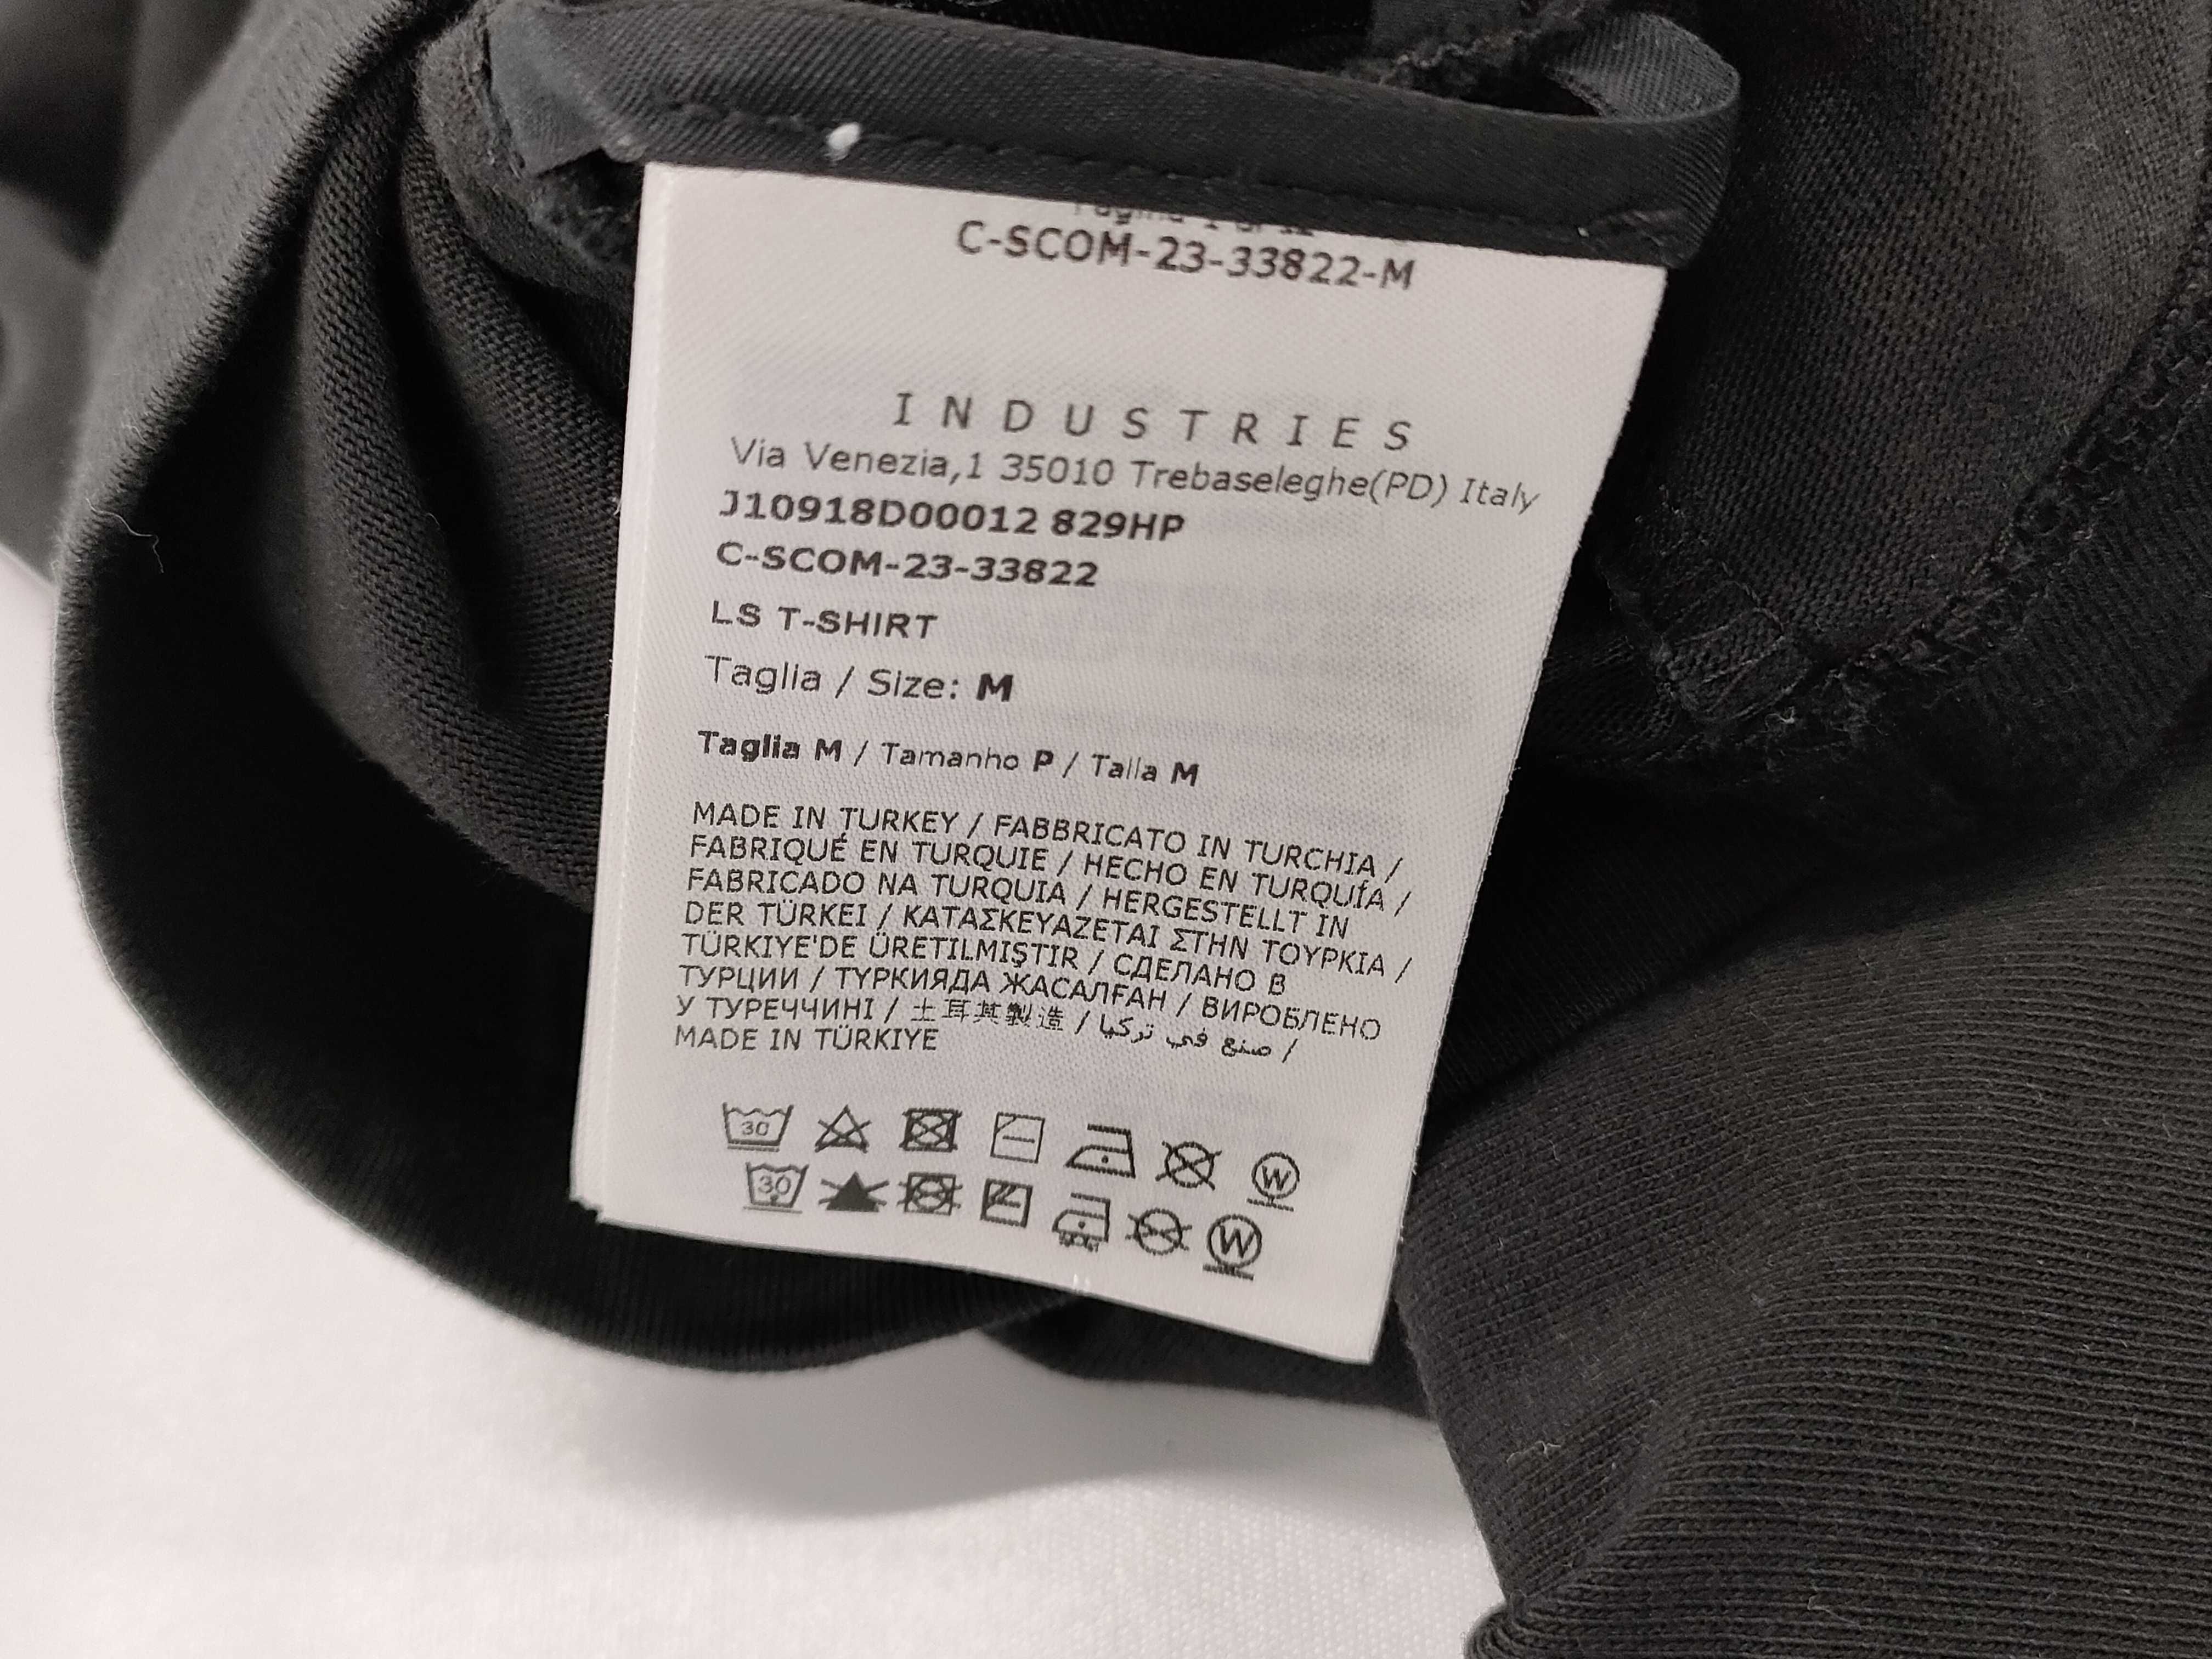 C-SCOM-23-33822-M
INDUSTRIES
Via Venezia,1 35010 Trebaseleghe(PD) Italy
J10918D00012 829HP
C-SCOM-23-33822
LS T-SHIRT
Taglia / Size: M
Taglia M / Tamanho P / Talla M
MADE IN TURKEY / FABBRICATO IN TURCHIA /
FABRIQUÉ EN TURQUIE / HECHO EN TURQUÍA /
FABRICADO NA TURQUIA / HERGESTELLT IN
DER TÜRKEI / ΚΑΤΑΣΚΕΥΑΖΕΤΑΙ ΣΤΗΝ ΤΟΥΡΚΙΑ /
TÜRKIYE'DE ÜRETILMIŞTIR / СДЕЛАНО В
ТУРЦИИ / ТҮРКИЯДА ЖАСАЛҒАН / ВИРОБЛЕНО
У ТУРЕЧЧИНІ / 土耳其製造 / صنع في تركيا /
MADE IN TÜRKIYE
30 W
30 W